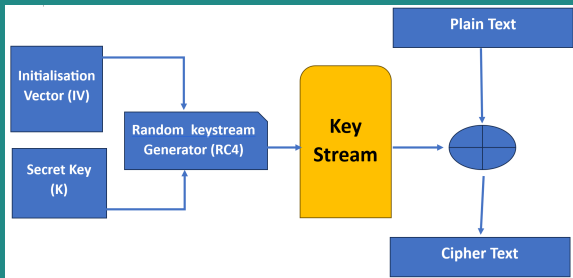 Plain Text
Initialisation
Vector (IV)
Random keystream
Generator (RC4)
Key
Stream
Secret Key
(K)
Cipher Text